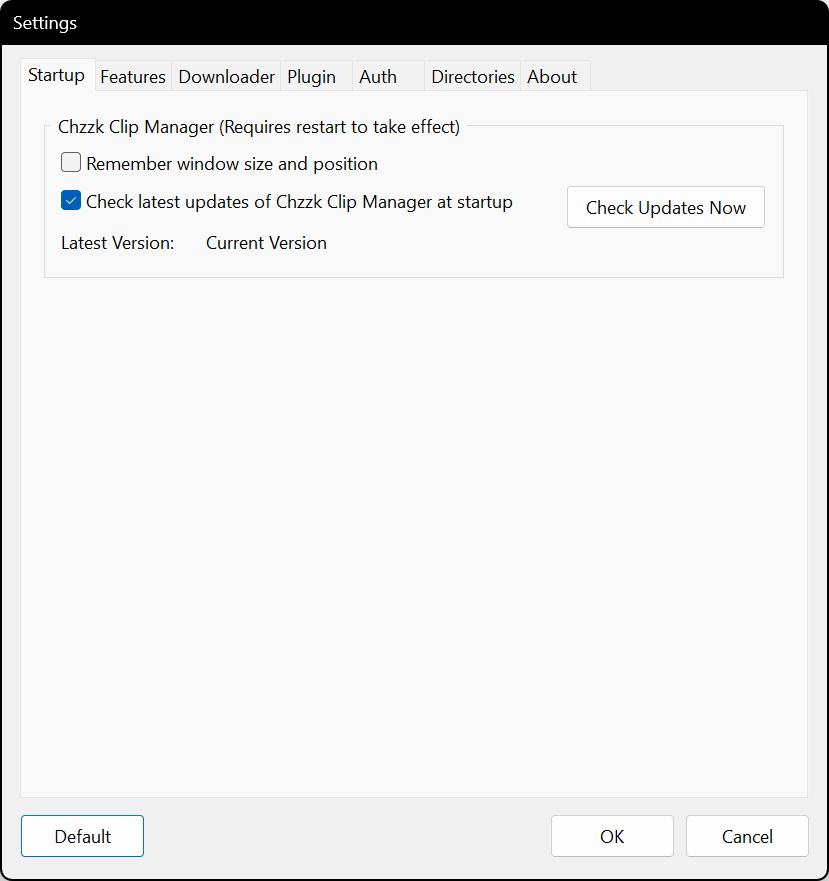 Settings
Startup Features Downloader Plugin Auth Directories About
Chzzk Clip Manager (Requires restart to take effect)
Remember window size and position
Check latest updates of Chzzk Clip Manager at startup
Check Updates Now
Latest Version: Current Version
Default OK Cancel